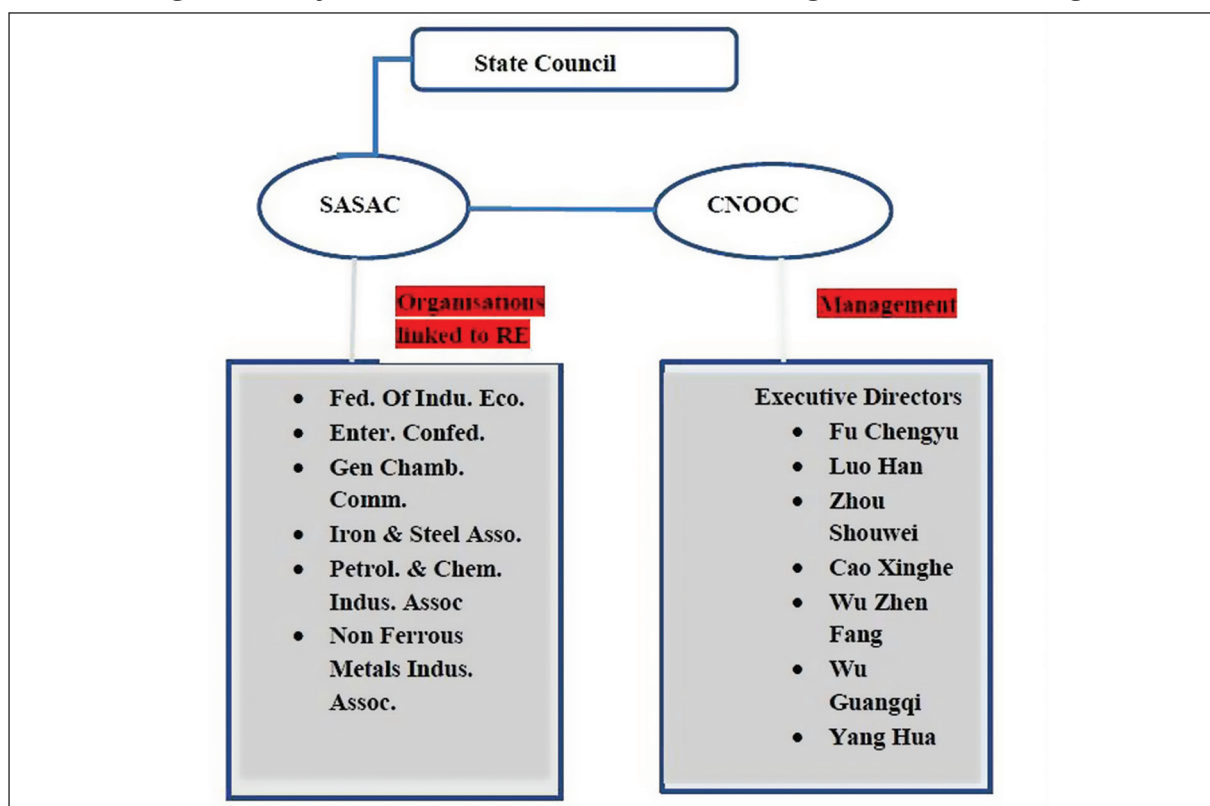 State Council
SASAC
CNOOC
Organisations
linked to RE
Management
• Fed. Of Indu. Eco.
• Enter. Confed.
• Gen Chamb.
Comm.
• Iron & Steel Asso.
• Petrol. & Chem.
Indus. Assoc
• Non Ferrous
Metals Indus.
Assoc.
Executive Directors
• Fu Chengyu
• Luo Han
• Zhou
Shouwei
• Cao Xinghe
• Wu Zhen
Fang
• Wu
Guangqi
• Yang Hua